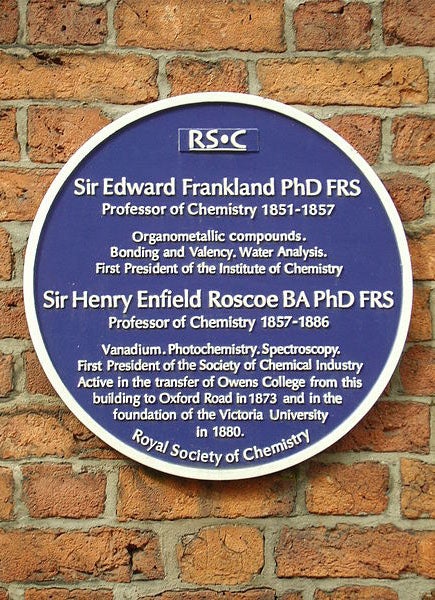 RS•C
Sir Edward Frankland PhD FRS
Professor of Chemistry 1851-1857
Organometallic compounds.
Bonding and Valency. Water Analysis.
First President of the Institute of Chemistry
Sir Henry Enfield Roscoe BA PhD FRS
Professor of Chemistry 1857-1886
Vanadium. Photochemistry. Spectroscopy.
First President of the Society of Chemical Industry
Active in the transfer of Owens College from this
building to Oxford Road in 1873 and in the
foundation of the Victoria University
in 1880.
Royal Society of Chemistry